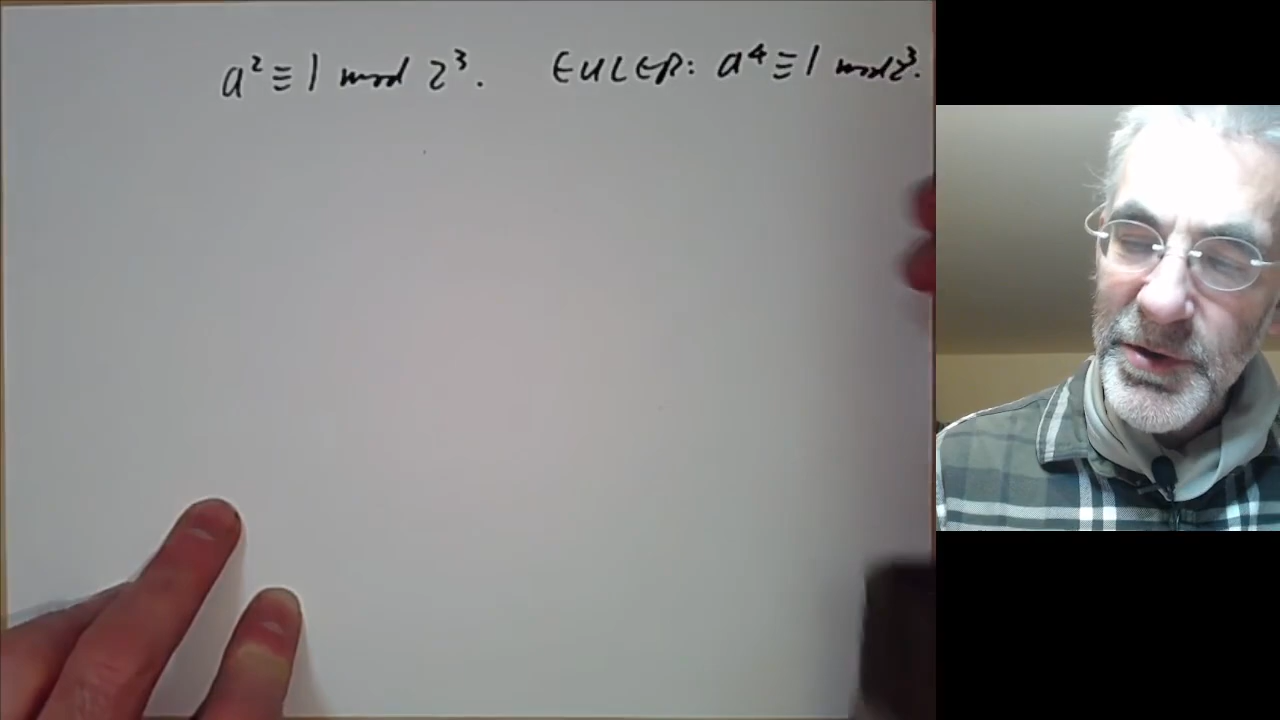 a² ≡ 1 mod 2³. EULER: a⁴ ≡ 1 mod 2³.